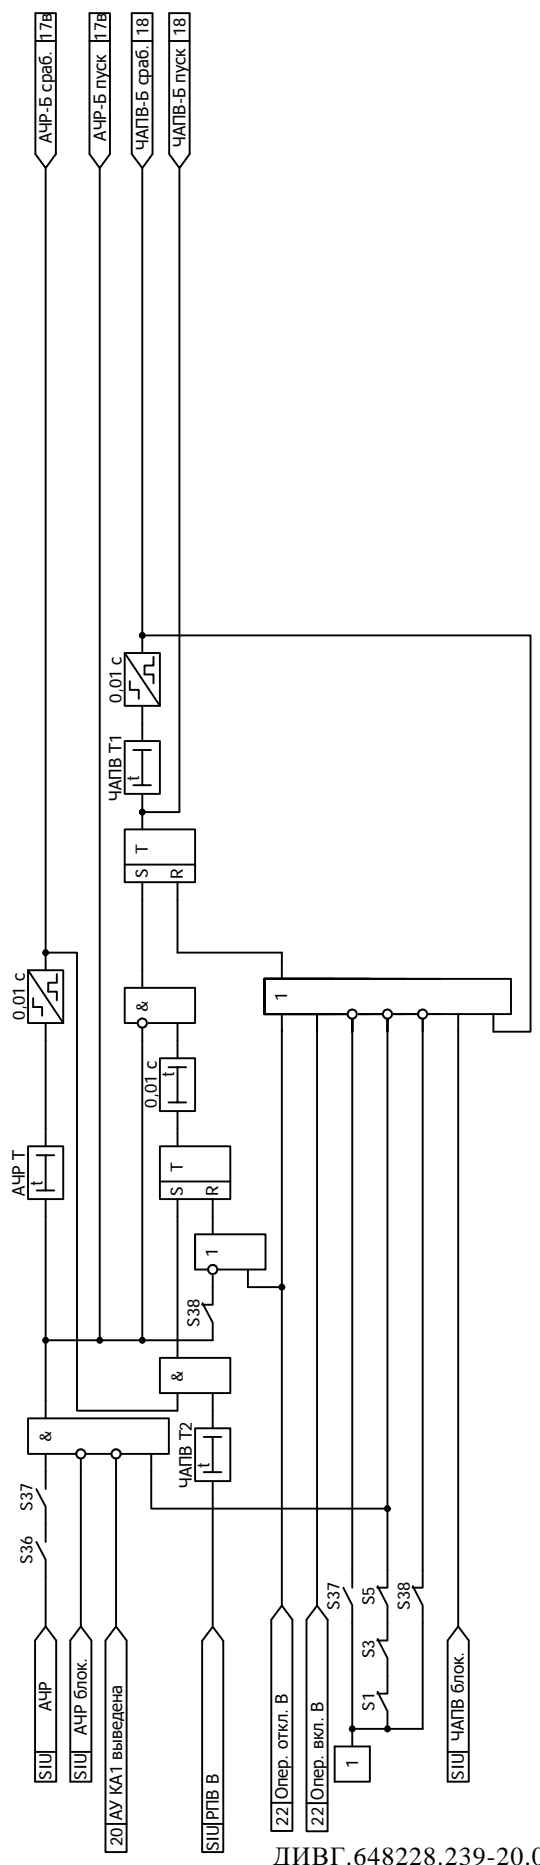 АЧР-Б сраб. 17в
АЧР-Б пуск 17в
ЧАПВ-Б сраб. 18
ЧАПВ-Б пуск 18
0,01 с
ЧАПВ Т1
t
S T
R
0,01 с
&
1
0,01 с
t
АЧР Т
t
S T
R
1
S38
&
&
ЧАПВ Т2
t
S37
S36
S37
S5
S38
S3
S1
1
SIU АЧР
SIU АЧР блок.
20 АУ КА1 выведена
SIU РПВ В
22 Опер. откл. В
22 Опер. вкл. В
SIU ЧАПВ блок.
ДИВГ.648228.239-20.0